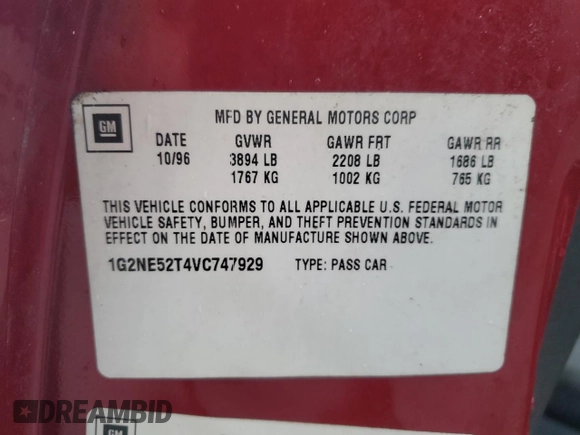 GM
MFD BY GENERAL MOTORS CORP
DATE GVWR GAWR FRT GAWR RR
10/96 3894 LB 2208 LB 1686 LB
1767 KG 1002 KG 765 KG
THIS VEHICLE CONFORMS TO ALL APPLICABLE U.S. FEDERAL MOTOR
VEHICLE SAFETY, BUMPER, AND THEFT PREVENTION STANDARDS IN
EFFECT ON THE DATE OF MANUFACTURE SHOWN ABOVE.
1G2NE52T4VC747929 TYPE: PASS CAR
DREAMBID
GM